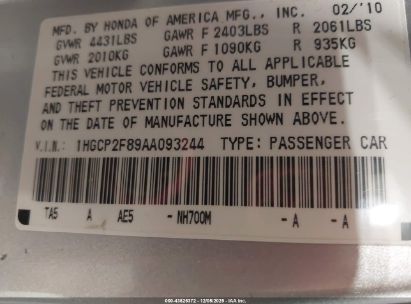 MFD. BY HONDA OF AMERICA MFG., INC. 02/'10
GVWR 4431LBS GAWR F 2403LBS R 2061LBS
GVWR 2010KG GAWR F 1090KG R 935KG
THIS VEHICLE CONFORMS TO ALL APPLICABLE
FEDERAL MOTOR VEHICLE SAFETY, BUMPER,
AND THEFT PREVENTION STANDARDS IN EFFECT
ON THE DATE OF MANUFACTURE SHOWN ABOVE.
V.I.N.: 1HGCP2F89AA093244 TYPE: PASSENGER CAR
TA5 A AE5 - NH700M - A - A